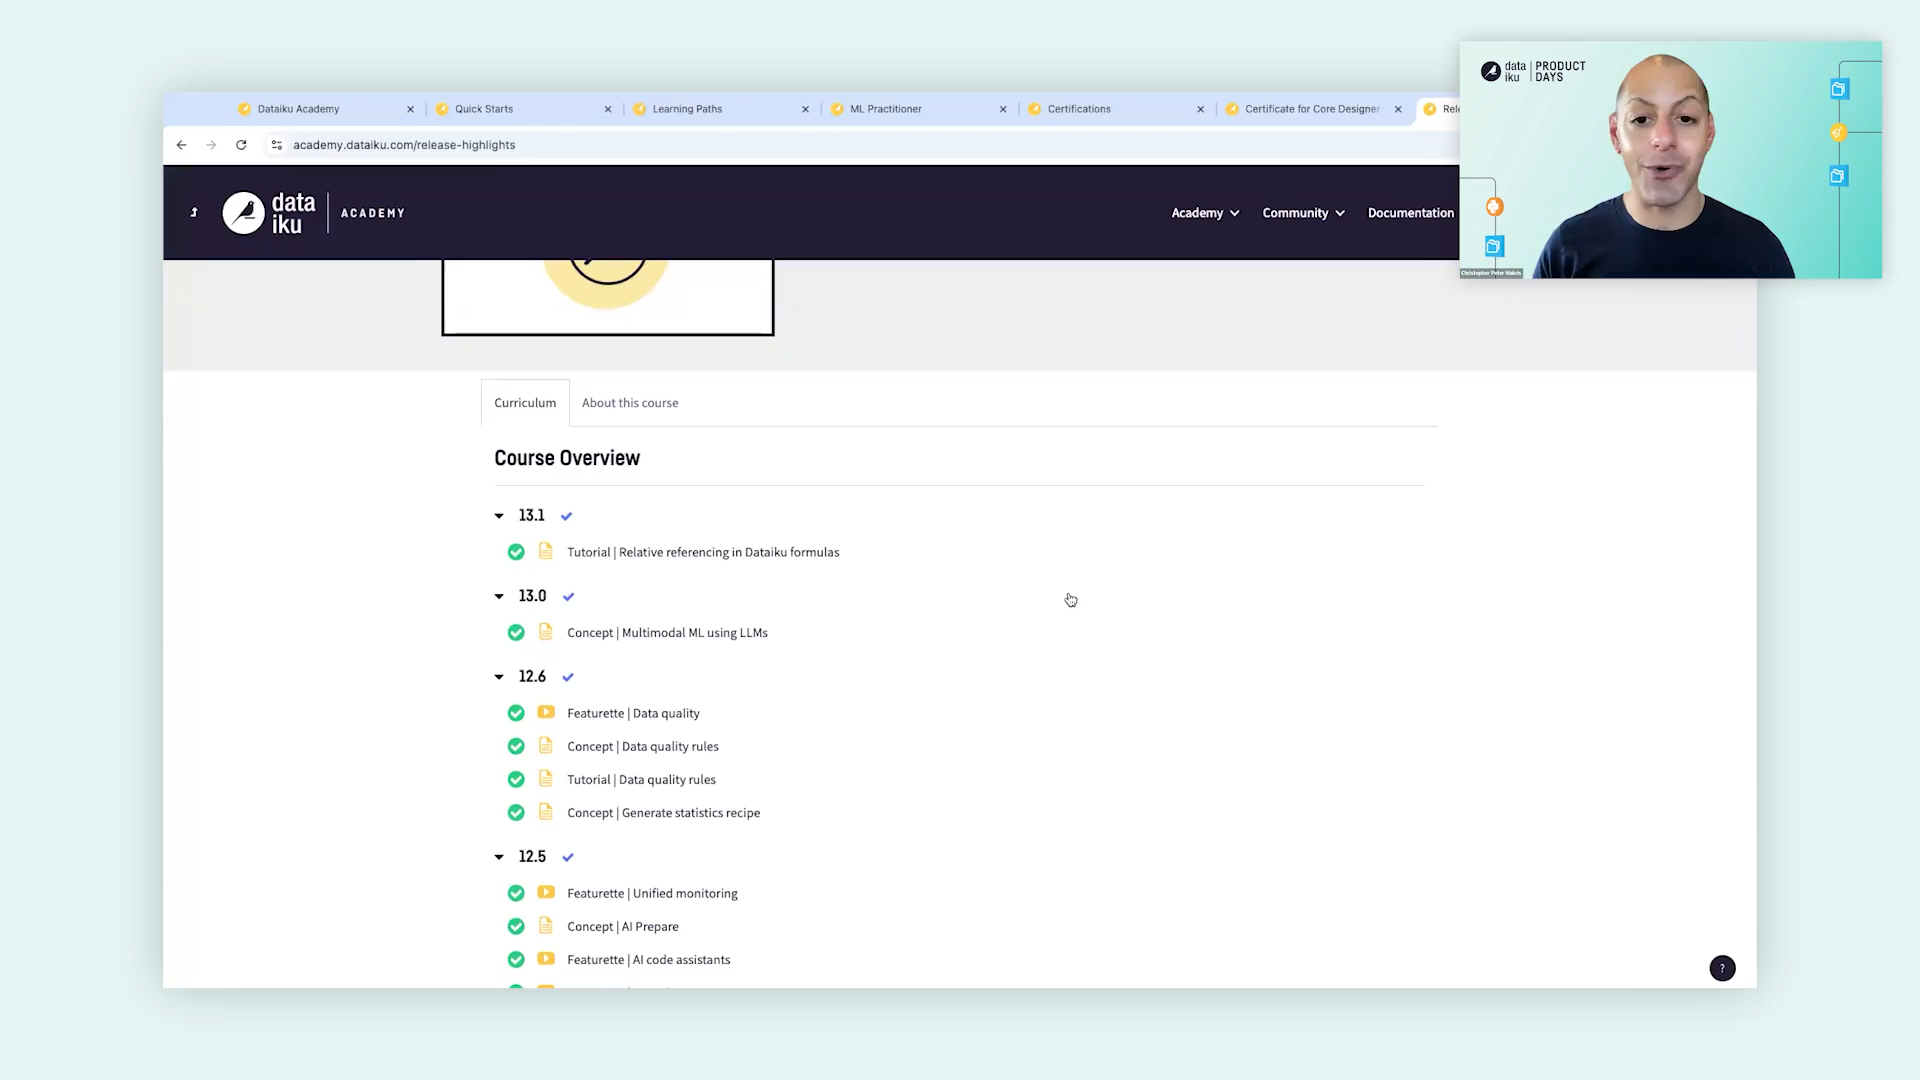 Dataiku Academy
Quick Starts
Learning Paths
ML Practitioner
Certifications
Certificate for Core Designer
Rele
academy.dataiku.com/release-highlights
data
iku
ACADEMY
Academy
Community
Documentation
data
iku
PRODUCT
DAYS
Christopher Peter Makris
Curriculum
About this course
Course Overview
13.1
Tutorial | Relative referencing in Dataiku formulas
13.0
Concept | Multimodal ML using LLMs
12.6
Featurette | Data quality
Concept | Data quality rules
Tutorial | Data quality rules
Concept | Generate statistics recipe
12.5
Featurette | Unified monitoring
Concept | AI Prepare
Featurette | AI code assistants
?